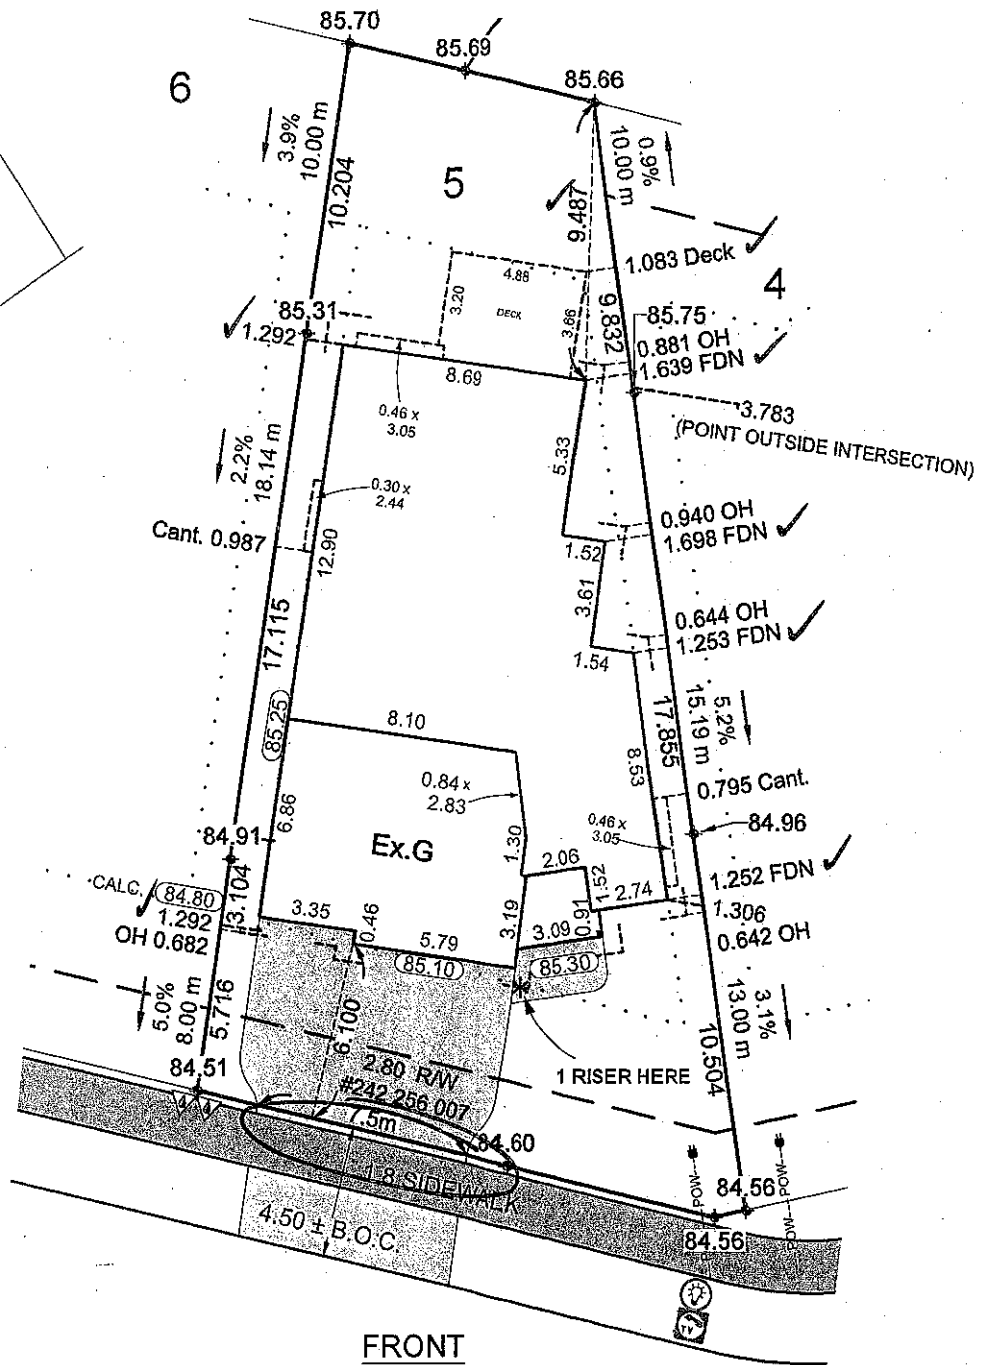 85.70
85.69
85.66
6
3.9%
10.00 m
10.204
5
9.487
0.9%
10.00 m
1.083 Deck
4
4.88
3.20
DECK
3.66
9.832
85.31
1.292
85.75
0.881 OH
1.639 FDN
8.69
0.46 x
3.05
3.783
(POINT OUTSIDE INTERSECTION)
2.2%
18.14 m
5.33
0.30 x
2.44
Cant. 0.987
12.90
0.940 OH
1.698 FDN
1.52
3.61
0.644 OH
1.253 FDN
1.54
17.115
85.25
8.10
17.855
5.2%
15.19 m
8.53
0.84 x
2.83
0.795 Cant.
6.86
84.91
Ex.G
1.30
0.46 x
3.05
84.96
2.06
1.52
2.74
1.252 FDN
1.306
0.642 OH
CALC.
84.80
3.104
1.292
OH 0.682
3.35
0.46
5.79
85.10
3.19
3.09
0.91
85.30
5.0%
8.00 m
5.716
6.100
3.1%
13.00 m
10.504
84.51
2.80 R/W
#242 256 007
1 RISER HERE
4
4
7.5m
84.60
1.8 SIDEWALK
84.56
84.56
POW
POW
POW
4.50 ± B.O.C.
TV
FRONT